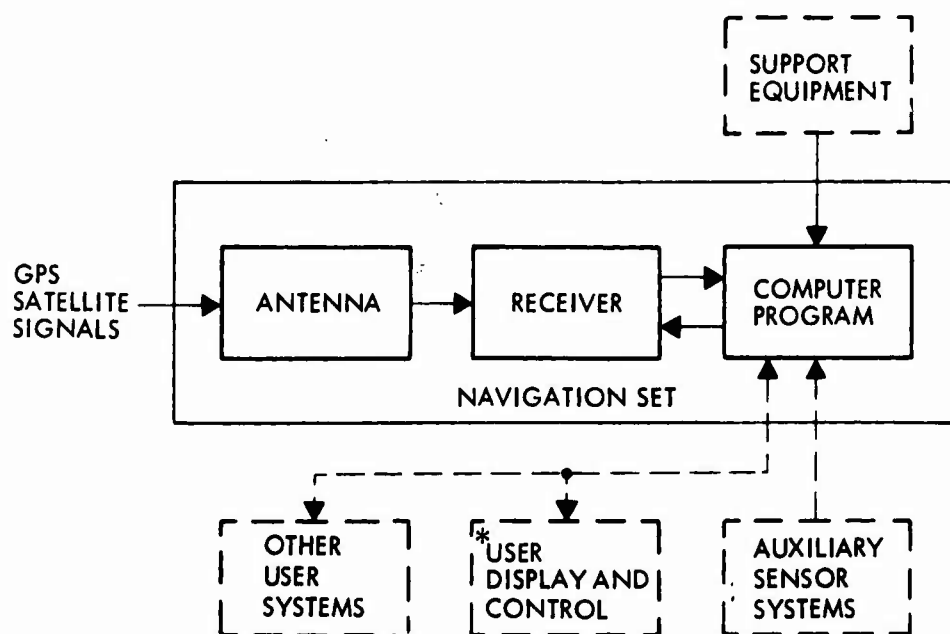 SUPPORT
EQUIPMENT
GPS
SATELLITE
SIGNALS
ANTENNA
RECEIVER
COMPUTER
PROGRAM
NAVIGATION SET
OTHER
USER
SYSTEMS
*USER
DISPLAY AND
CONTROL
AUXILIARY
SENSOR
SYSTEMS